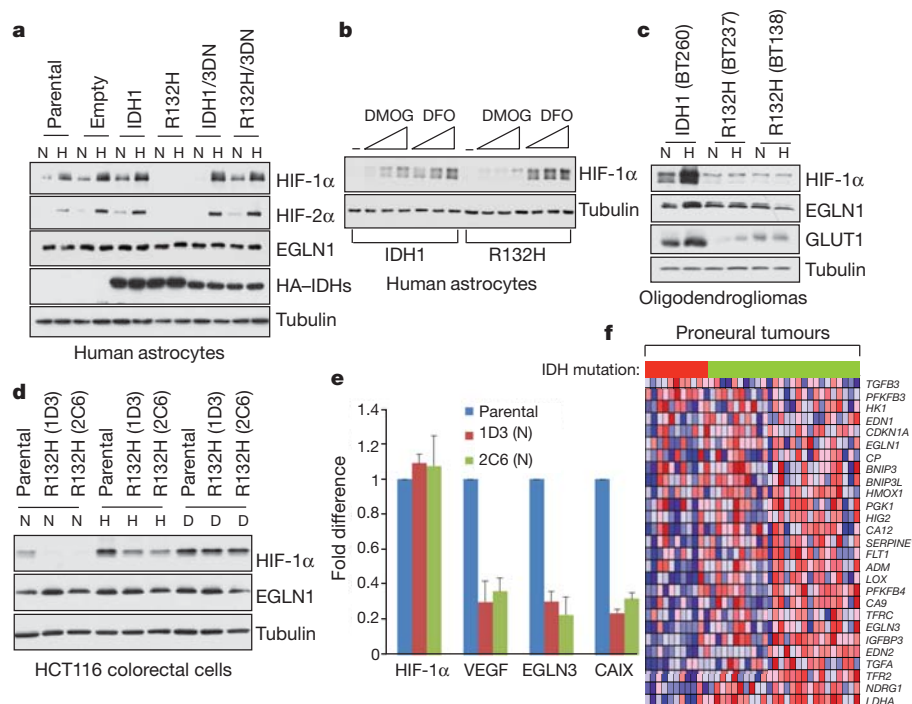 a
Parental
Empty
IDH1
R132H
IDH1/3DN
R132H/3DN
N H N H N H N H N H N H
HIF-1α
HIF-2α
EGLN1
HA–IDHs
Tubulin
Human astrocytes
b
DMOG DFO DMOG DFO
– –
HIF-1α
Tubulin
IDH1 R132H
Human astrocytes
c
IDH1 (BT260)
R132H (BT237)
R132H (BT138)
N H N H N H
HIF-1α
EGLN1
GLUT1
Tubulin
Oligodendrogliomas
d
Parental
R132H (1D3)
R132H (2C6)
Parental
R132H (1D3)
R132H (2C6)
Parental
R132H (1D3)
R132H (2C6)
N N N H H H D D D
HIF-1α
EGLN1
Tubulin
HCT116 colorectal cells
e
Fold difference
1.4
1.2
1.0
0.8
0.6
0.4
0.2
0
Parental
1D3 (N)
2C6 (N)
HIF-1α VEGF EGLN3 CAIX
f
Proneural tumours
IDH mutation:
TGFB3
PFKFB3
HK1
EDN1
CDKN1A
EGLN1
CP
BNIP3
BNIP3L
HMOX1
PGK1
HIG2
CA12
SERPINE
FLT1
ADM
LOX
PFKFB4
CA9
TFRC
EGLN3
IGFBP3
EDN2
TGFA
TFR2
NDRG1
LDHA